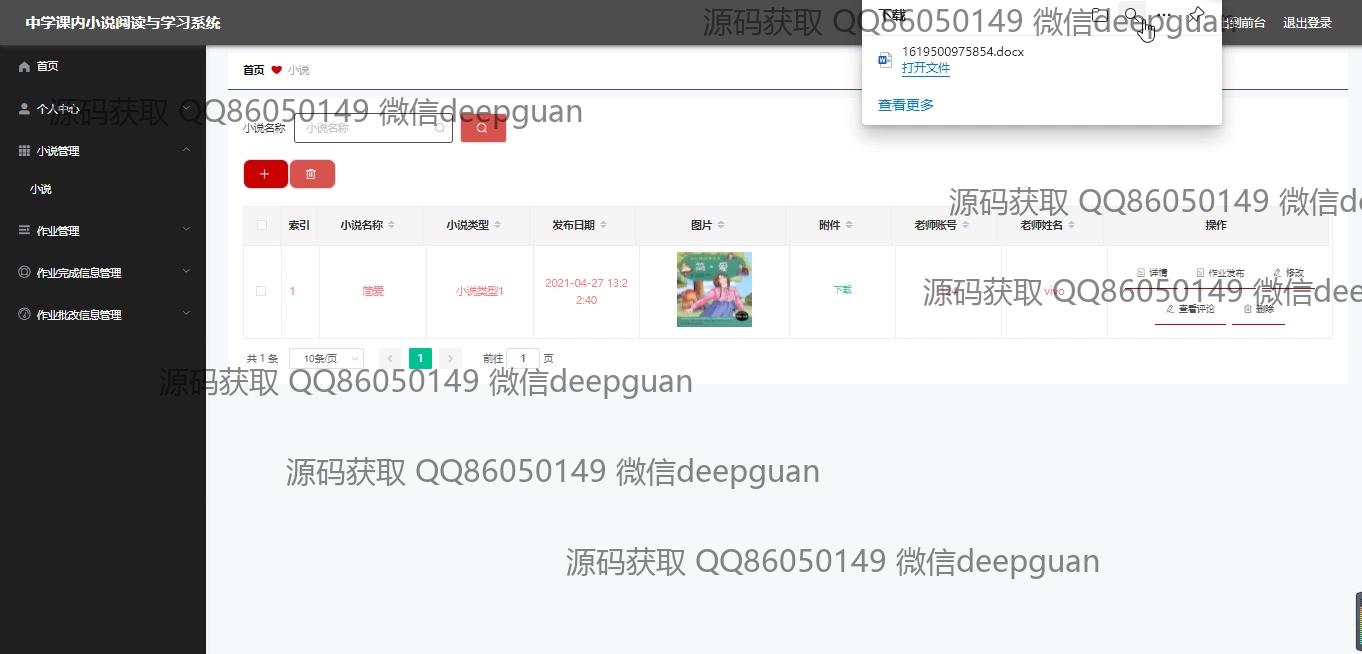 中学课内小说阅读与学习系统
下载
退出登录
源码获取 QQ86050149 微信deepguan
1619500975854.docx
打开文件
查看更多
首页
个人中心
小说管理
小说
作业管理
作业完成信息管理
作业批改信息管理
首页 小说
源码获取 QQ86050149 微信deepguan
小说名称 小说名称
源码获取 QQ86050149 微信de
索引 小说名称 小说类型 发布日期 图片 附件 老师账号 老师姓名 操作
1 简爱 小说类型1 2021-04-27 13:2
2:40
简·爱
下载
vivo
详情 作业发布 修改
查看评论 删除
源码获取 QQ86050149 微信dee
共 1 条 10条/页 1 前往 1 页
源码获取 QQ86050149 微信deepguan
源码获取 QQ86050149 微信deepguan
源码获取 QQ86050149 微信deepguan